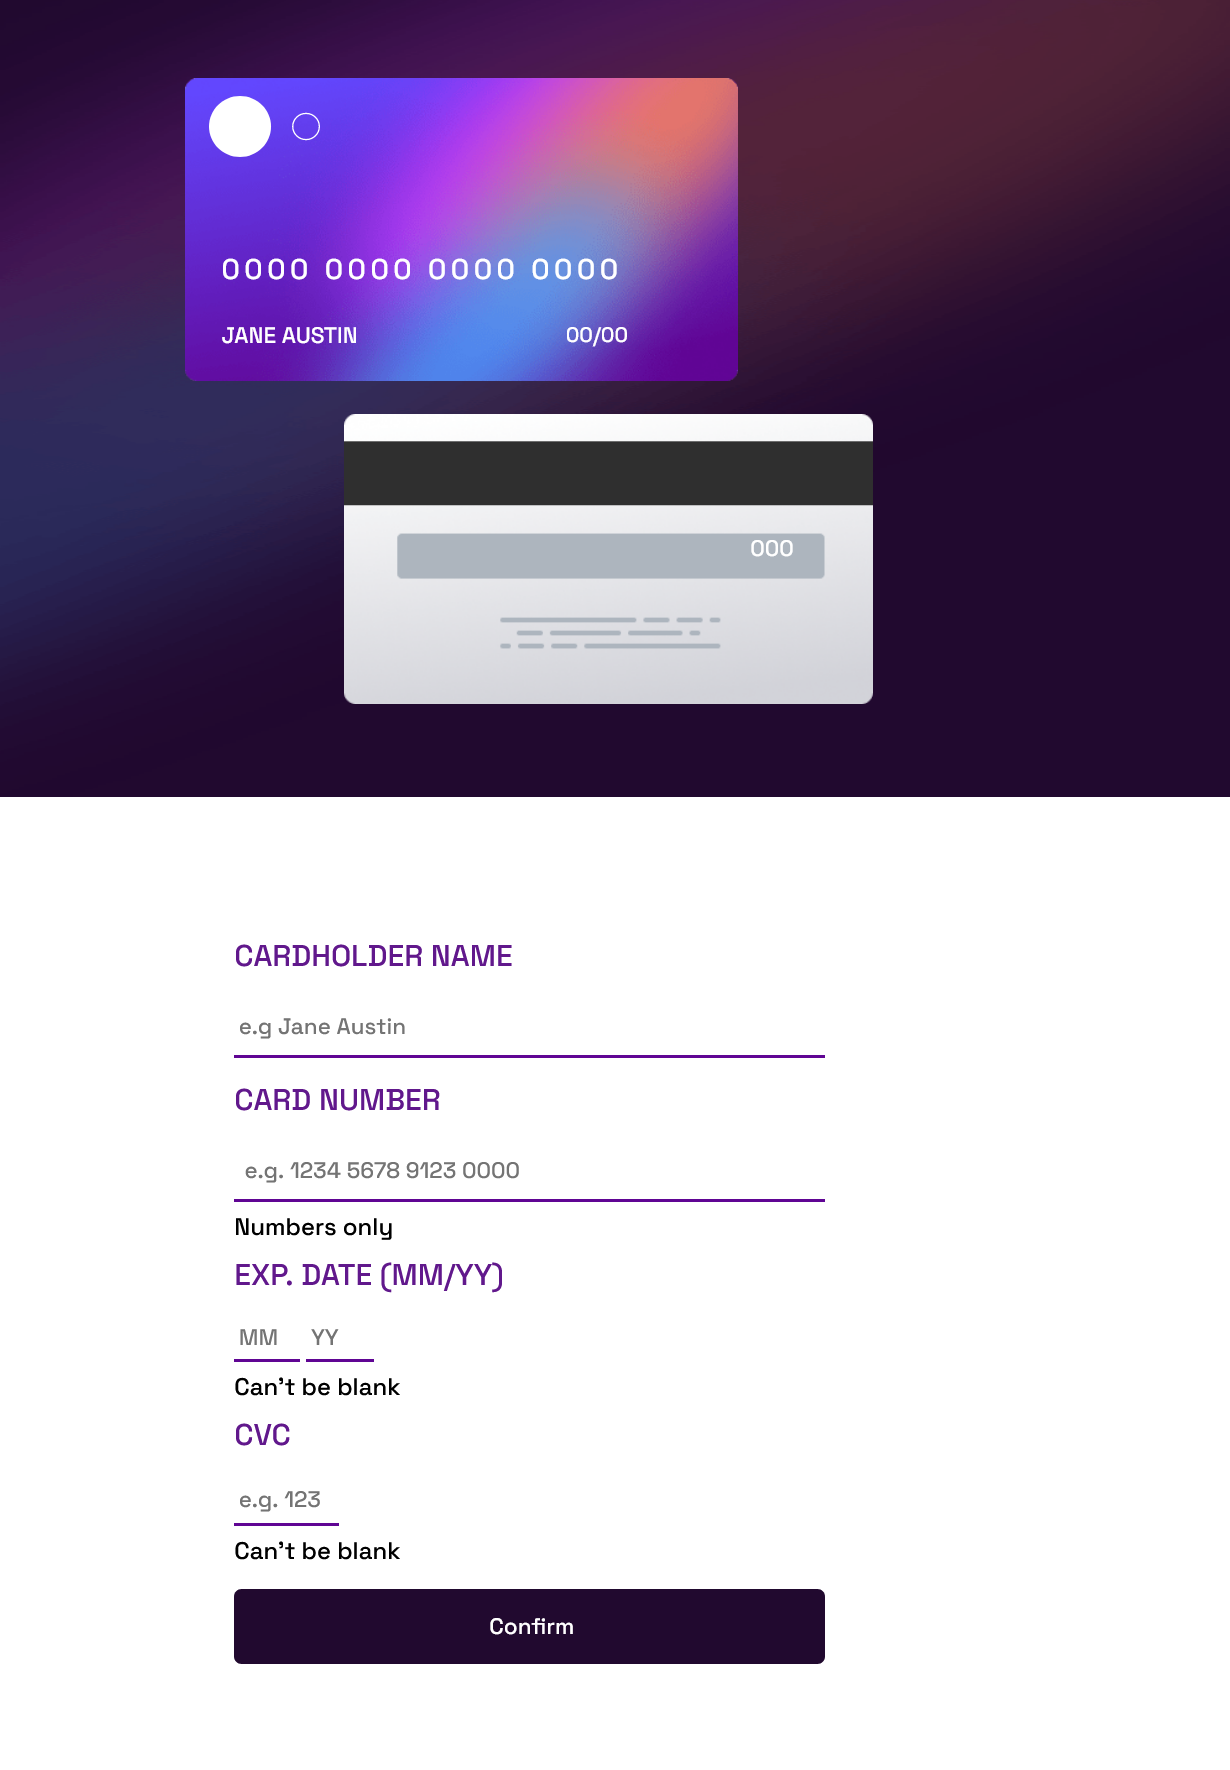 0000 0000 0000 0000
JANE AUSTIN 00/00
000
CARDHOLDER NAME
e.g Jane Austin
CARD NUMBER
e.g. 1234 5678 9123 0000
Numbers only
EXP. DATE (MM/YY)
MM YY
Can't be blank
CVC
e.g. 123
Can't be blank
Confirm